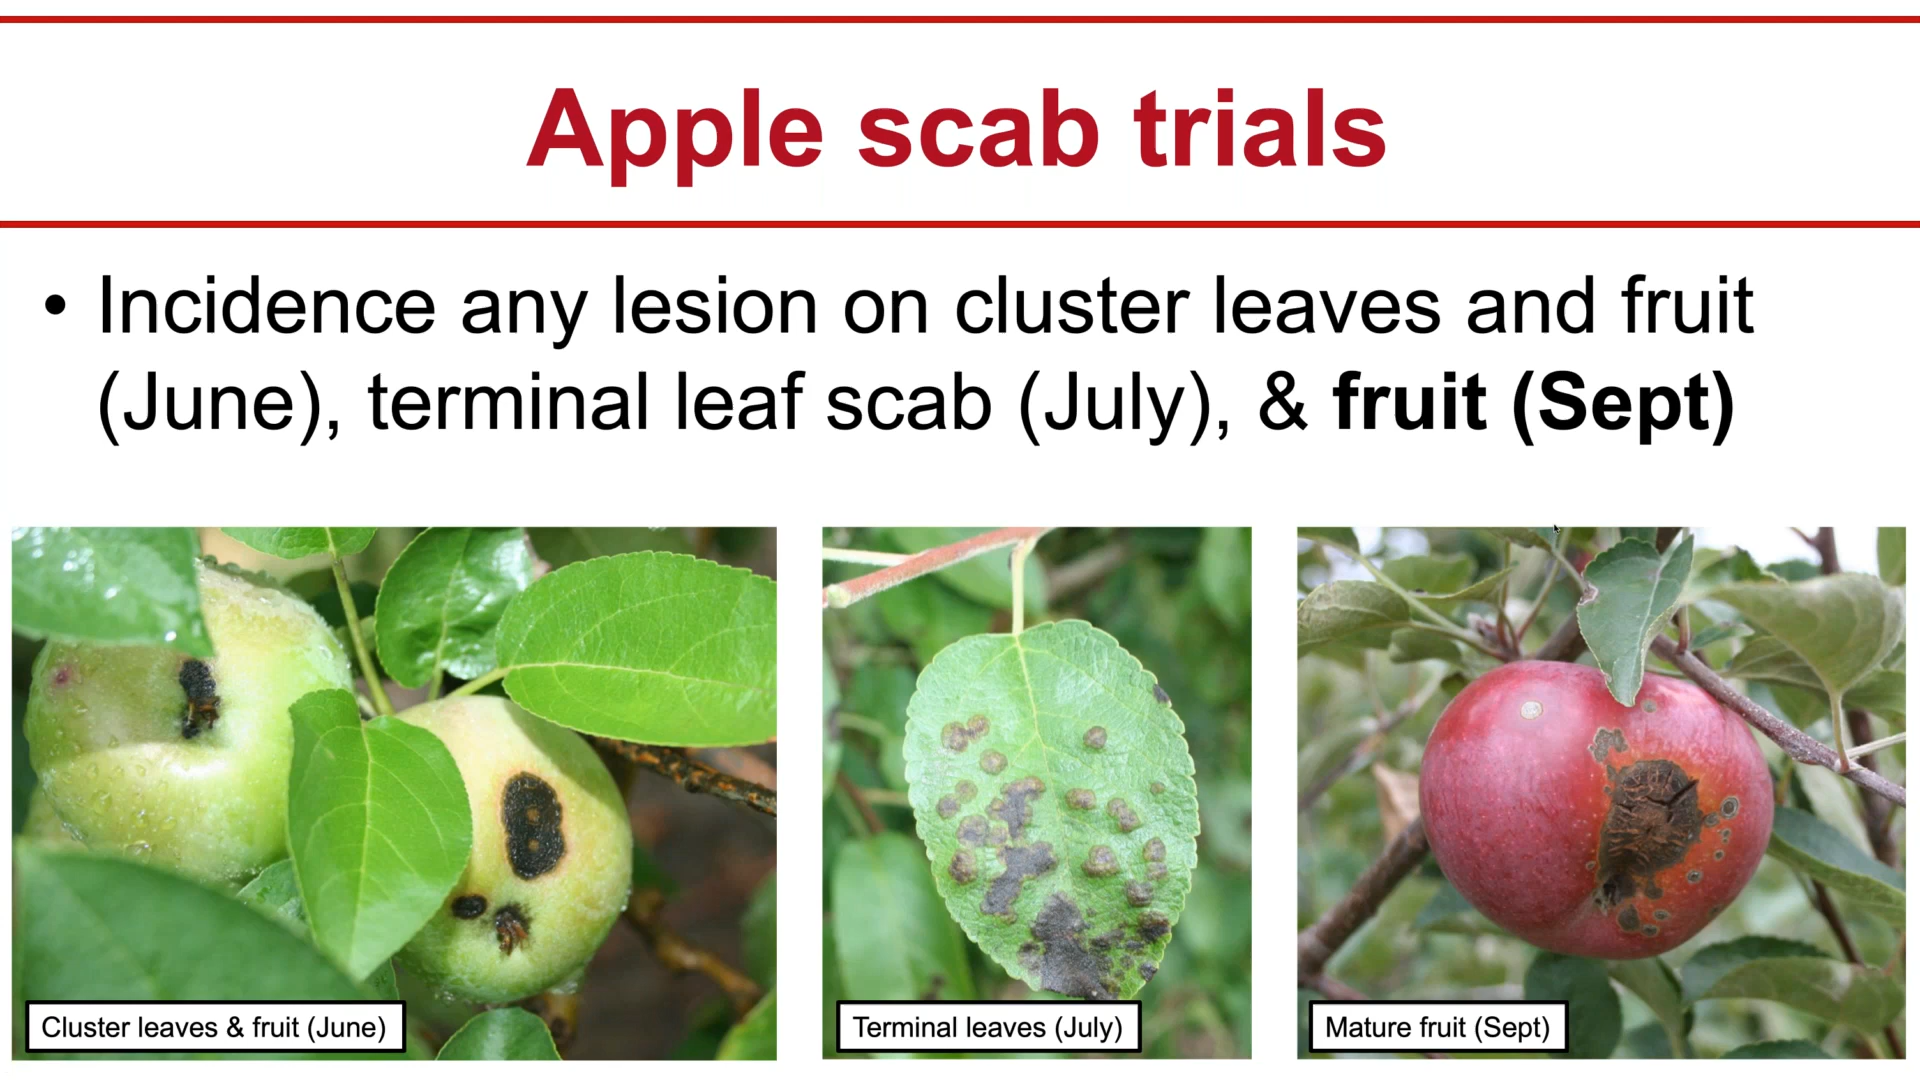 Apple scab trials
• Incidence any lesion on cluster leaves and fruit
(June), terminal leaf scab (July), & fruit (Sept)
Cluster leaves & fruit (June)
Terminal leaves (July)
Mature fruit (Sept)